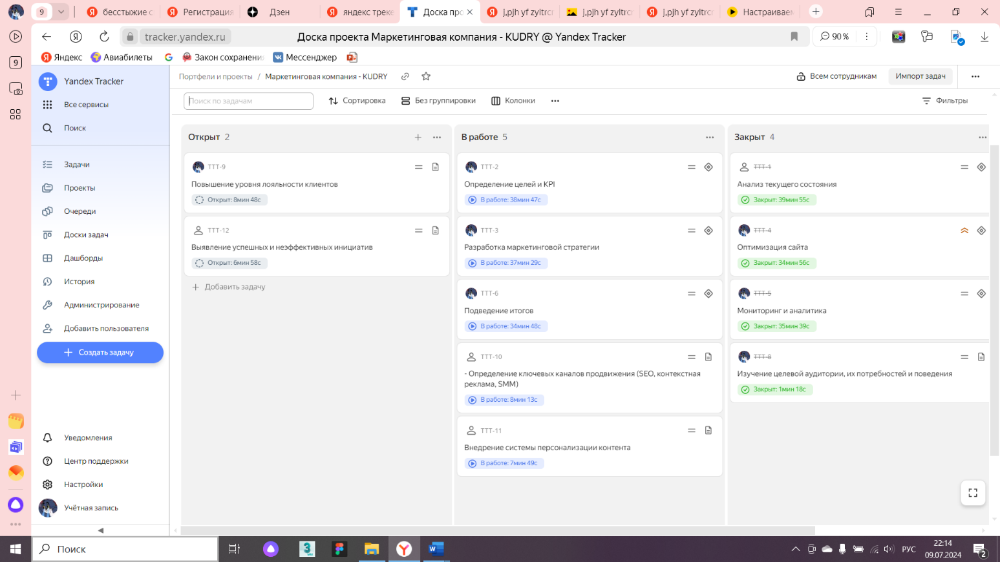 9
бесстыжие с
Регистрация
Дзен
яндекс треке
Доска про
j,pjh yf zyltrcr
j,pjh yf zyltrcr
j,pjh yf zyltrcr
Настраиваем
tracker.yandex.ru
Доска проекта Маркетинговая компания - KUDRY @ Yandex Tracker
90 %
Яндекс
Авиабилеты
Закон сохранени
Мессенджер
9
Yandex Tracker
Все сервисы
Поиск
Задачи
Проекты
Очереди
Доски задач
Дашборды
История
Администрирование
Добавить пользователя
Создать задачу
Уведомления
Центр поддержки
Настройки
Учётная запись
Портфели и проекты / Маркетинговая компания - KUDRY
Всем сотрудникам
Импорт задач
Поиск по задачам
Сортировка
Без группировки
Колонки
Фильтры
Открыт 2
TTT-9
Повышение уровня лояльности клиентов
Открыт: 8мин 48с
TTT-12
Выявление успешных и неэффективных инициатив
Открыт: 6мин 58с
Добавить задачу
В работе 5
TTT-2
Определение целей и KPI
В работе: 38мин 47с
TTT-3
Разработка маркетинговой стратегии
В работе: 37мин 29с
TTT-6
Подведение итогов
В работе: 34мин 48с
TTT-10
- Определение ключевых каналов продвижения (SEO, контекстная
реклама, SMM)
В работе: 8мин 13с
TTT-11
Внедрение системы персонализации контента
В работе: 7мин 49с
Закрыт 4
TTT-1
Анализ текущего состояния
Закрыт: 39мин 55с
TTT-4
Оптимизация сайта
Закрыт: 34мин 56с
TTT-5
Мониторинг и аналитика
Закрыт: 35мин 39с
TTT-8
Изучение целевой аудитории, их потребностей и поведения
Закрыт: 1мин 18с
Поиск
РУС
22:14
09.07.2024
2